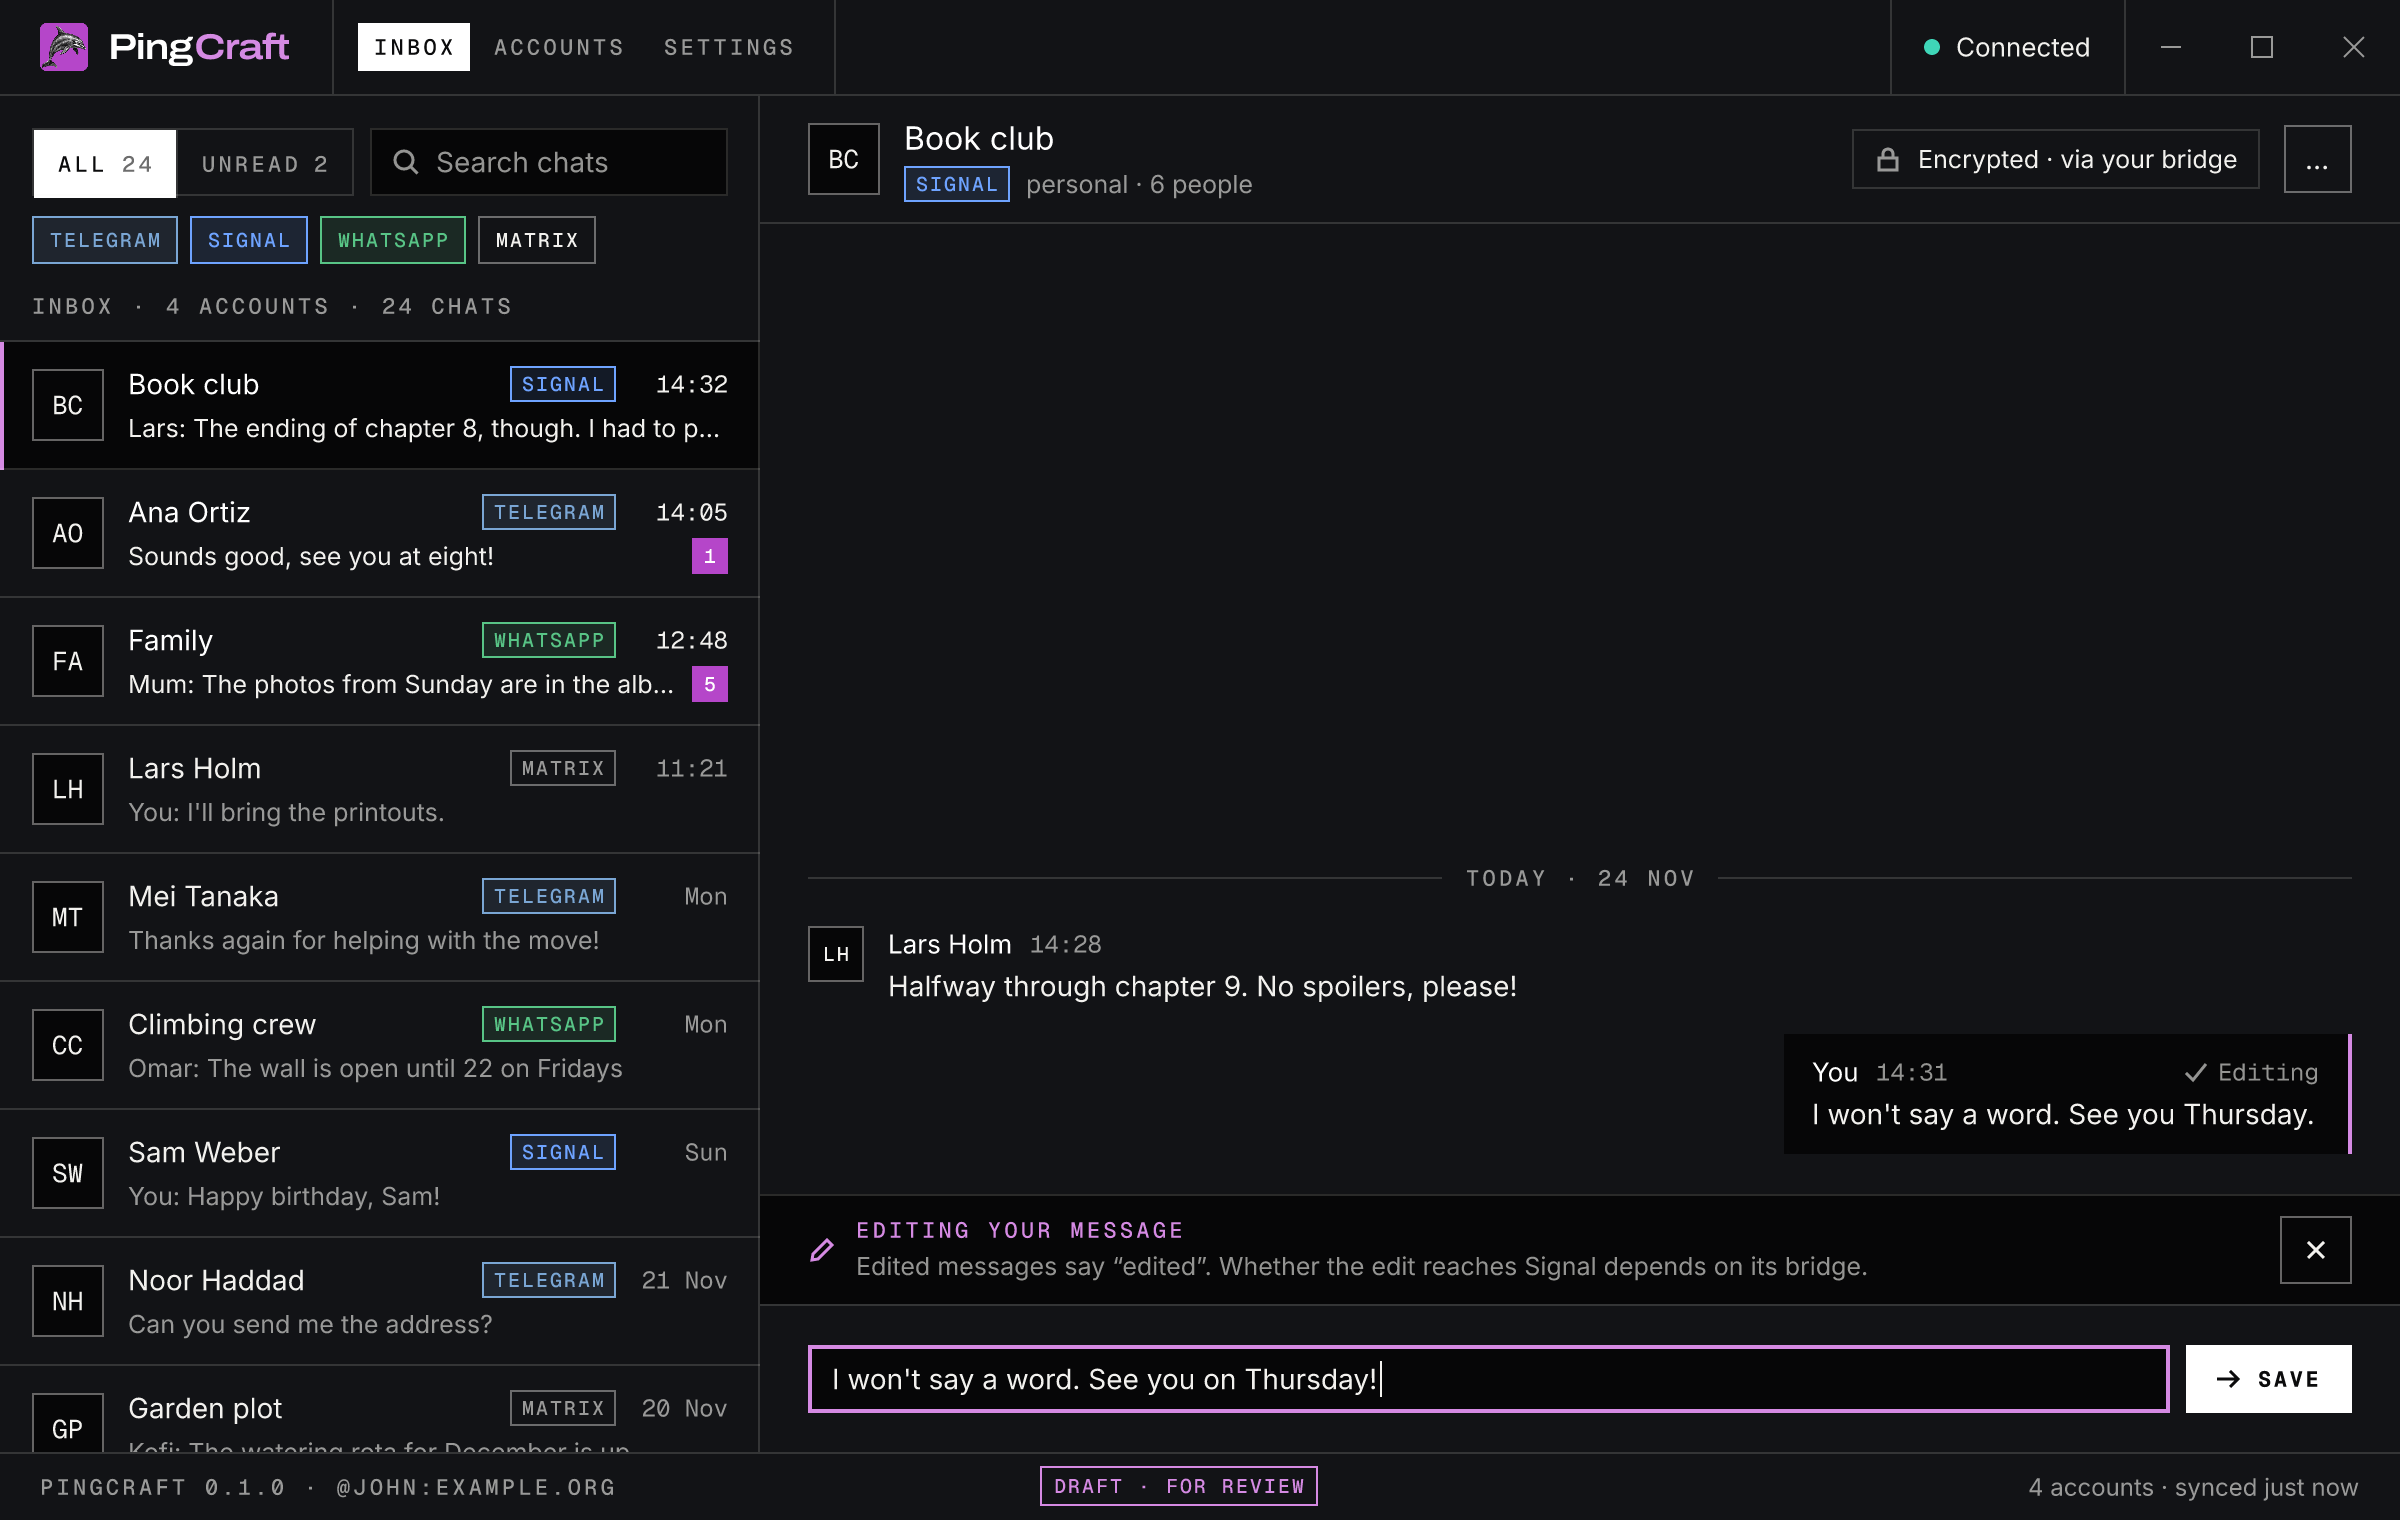 PingCraft
INBOX ACCOUNTS SETTINGS
Connected
ALL 24 UNREAD 2 Search chats
TELEGRAM SIGNAL WHATSAPP MATRIX
INBOX · 4 ACCOUNTS · 24 CHATS
BC Book club SIGNAL 14:32
Lars: The ending of chapter 8, though. I had to p...
AO Ana Ortiz TELEGRAM 14:05
Sounds good, see you at eight! 1
FA Family WHATSAPP 12:48
Mum: The photos from Sunday are in the alb... 5
LH Lars Holm MATRIX 11:21
You: I'll bring the printouts.
MT Mei Tanaka TELEGRAM Mon
Thanks again for helping with the move!
CC Climbing crew WHATSAPP Mon
Omar: The wall is open until 22 on Fridays
SW Sam Weber SIGNAL Sun
You: Happy birthday, Sam!
NH Noor Haddad TELEGRAM 21 Nov
Can you send me the address?
GP Garden plot MATRIX 20 Nov
Kofi: The watering rota for December is up
BC Book club
SIGNAL personal · 6 people
Encrypted · via your bridge ...
TODAY · 24 NOV
LH Lars Holm 14:28
Halfway through chapter 9. No spoilers, please!
You 14:31 Editing
I won't say a word. See you Thursday.
EDITING YOUR MESSAGE
Edited messages say “edited”. Whether the edit reaches Signal depends on its bridge.
I won't say a word. See you on Thursday!
SAVE
PINGCRAFT 0.1.0 · @JOHN:EXAMPLE.ORG
DRAFT · FOR REVIEW
4 accounts · synced just now